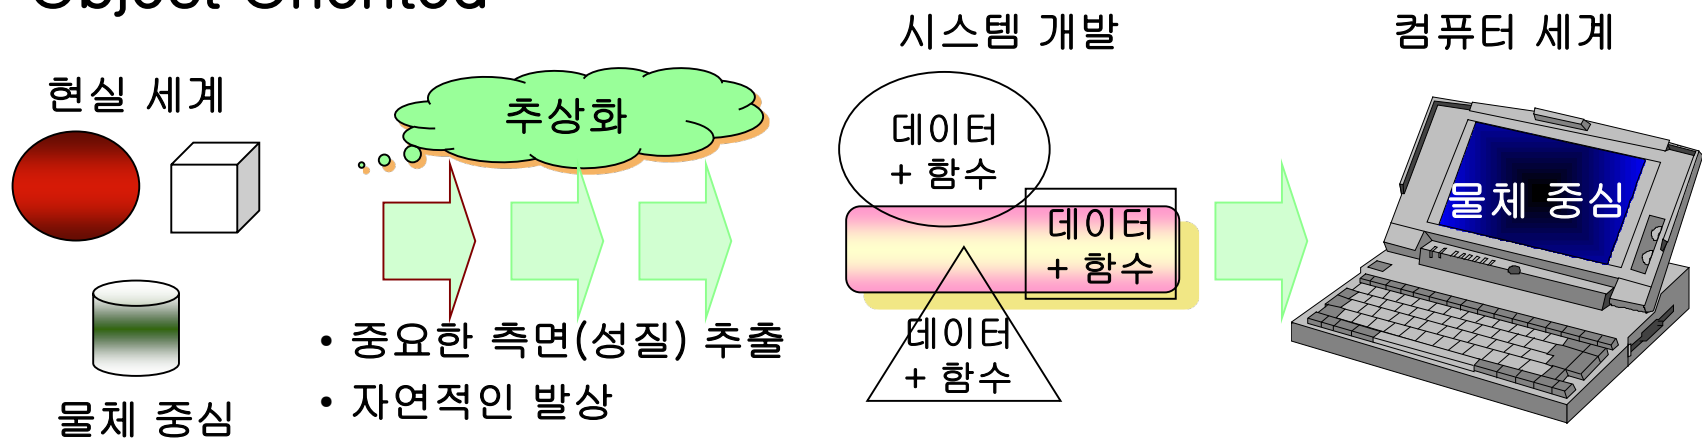 Object Oriented
현실 세계
물체 중심
추상화
• 중요한 측면(성질) 추출
• 자연적인 발상
시스템 개발
데이터
+ 함수
데이터
+ 함수
데이터
+ 함수
컴퓨터 세계
물체 중심